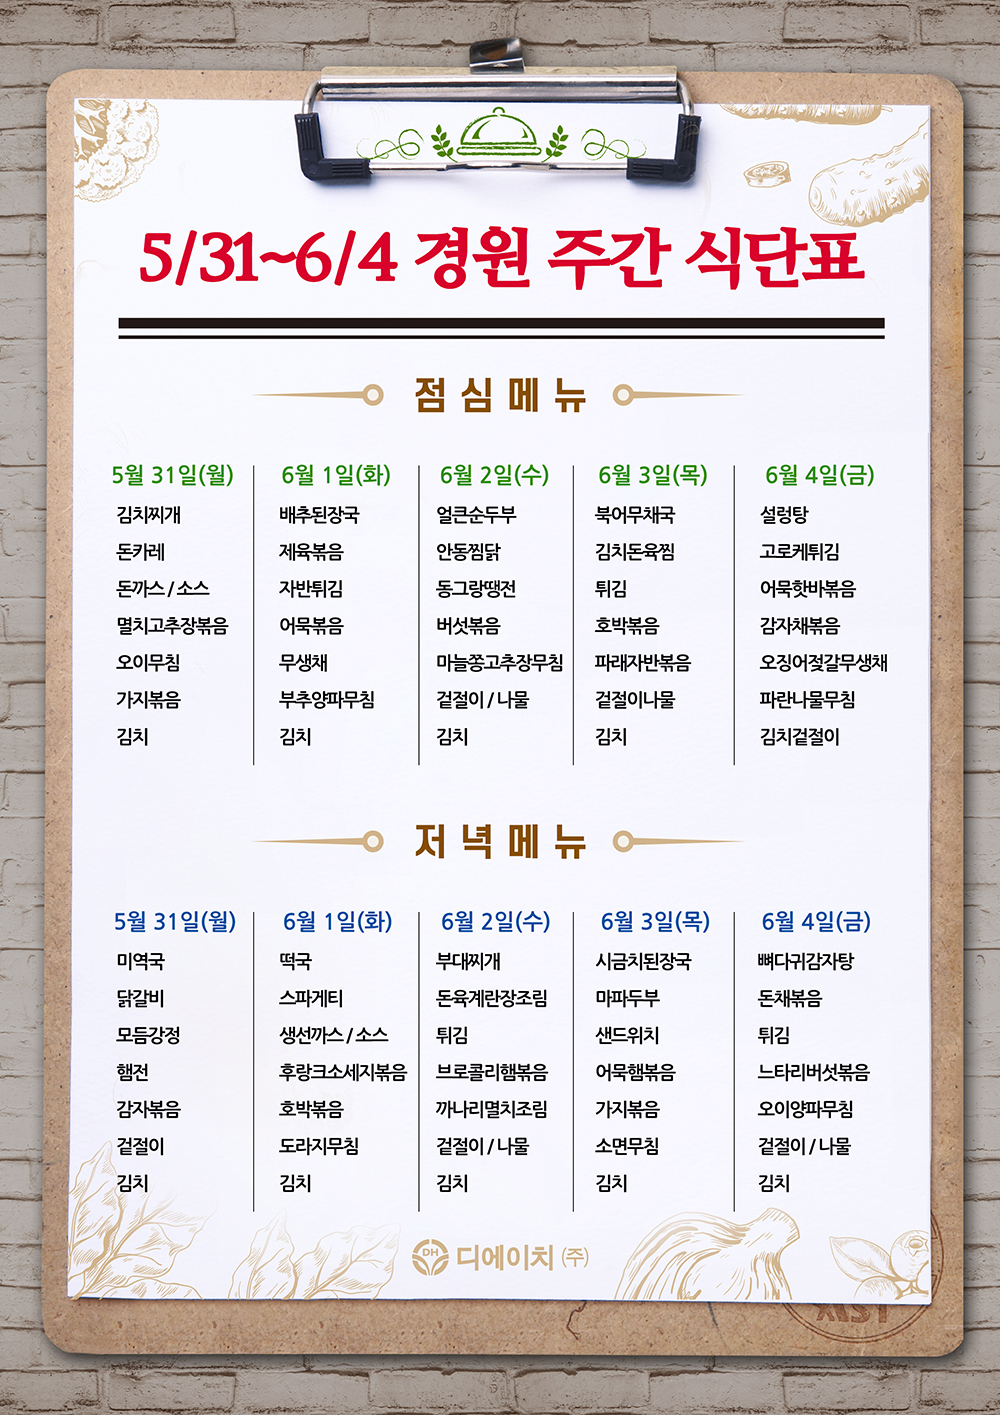 5/31~6/4 경원 주간 식단표
점심메뉴
5월 31일(월)
김치찌개
돈카레
돈까스 / 소스
멸치고추장볶음
오이무침
가지볶음
김치
6월 1일(화)
배추된장국
제육볶음
자반튀김
어묵볶음
무생채
부추양파무침
김치
6월 2일(수)
얼큰순두부
안동찜닭
동그랑땡전
버섯볶음
마늘쫑고추장무침
겉절이 / 나물
김치
6월 3일(목)
북어무채국
김치돈육찜
튀김
호박볶음
파래자반볶음
겉절이나물
김치
6월 4일(금)
설렁탕
고로케튀김
어묵핫바볶음
감자채볶음
오징어젖갈무생채
파란나물무침
김치겉절이
저녁메뉴
5월 31일(월)
미역국
닭갈비
모듬강정
햄전
감자볶음
겉절이
김치
6월 1일(화)
떡국
스파게티
생선까스 / 소스
후랑크소세지볶음
호박볶음
도라지무침
김치
6월 2일(수)
부대찌개
돈육계란장조림
튀김
브로콜리햄볶음
까나리멸치조림
겉절이 / 나물
김치
6월 3일(목)
시금치된장국
마파두부
샌드위치
어묵햄볶음
가지볶음
소면무침
김치
6월 4일(금)
뼈다귀감자탕
돈채볶음
튀김
느타리버섯볶음
오이양파무침
겉절이 / 나물
김치
DH 디에이치 (주)